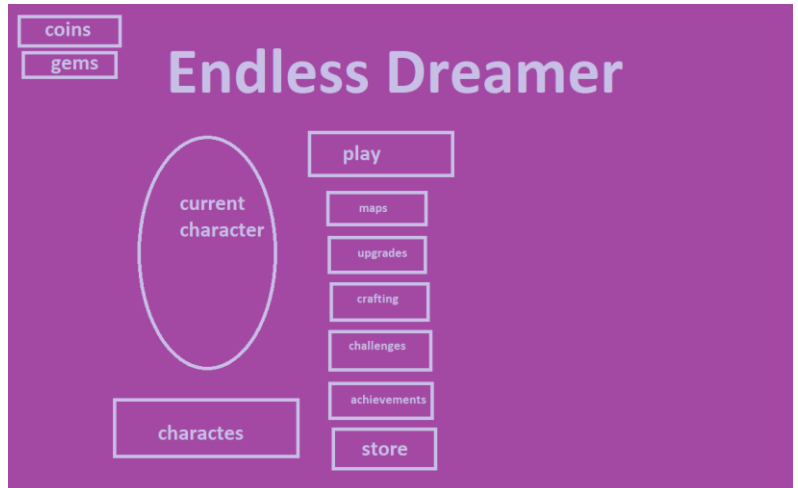 coins
gems
Endless Dreamer
play
current
character
maps
upgrades
crafting
challenges
achievements
charactes
store